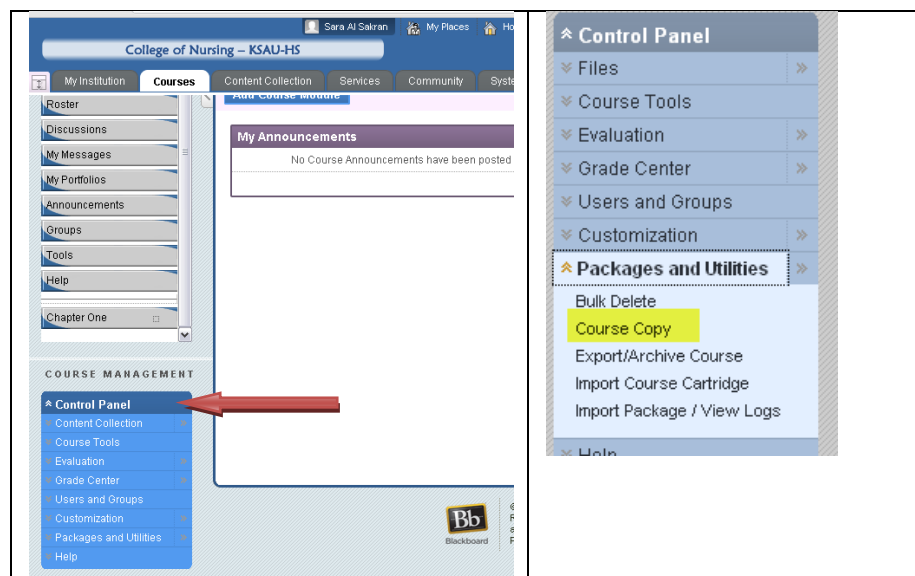 Sara Al Sakran My Places
College of Nursing – KSAU-HS
My Institution Courses Content Collection Services Community
Roster
Discussions
My Messages
My Portfolios
Announcements
Groups
Tools
Help
Chapter One
Add Course Module
My Announcements
No Course Announcements have been posted
COURSE MANAGEMENT
Control Panel
Content Collection
Course Tools
Evaluation
Grade Center
Users and Groups
Customization
Packages and Utilities
Help
Bb
Blackboard
Control Panel
Files
Course Tools
Evaluation
Grade Center
Users and Groups
Customization
Packages and Utilities
Bulk Delete
Course Copy
Export/Archive Course
Import Course Cartridge
Import Package / View Logs
Help